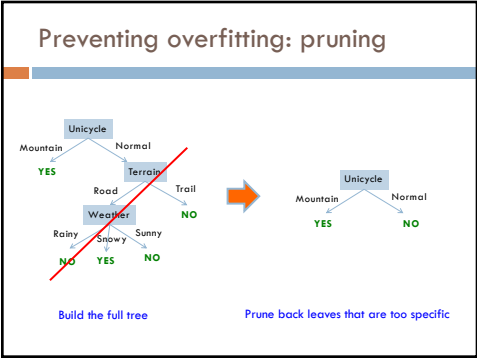 Preventing overfitting: pruning
Unicycle
Mountain
Normal
YES
Terrain
Road
Trail
Weather
NO
Rainy
Snowy
Sunny
NO
YES
NO
Unicycle
Mountain
Normal
YES
NO
Build the full tree
Prune back leaves that are too specific